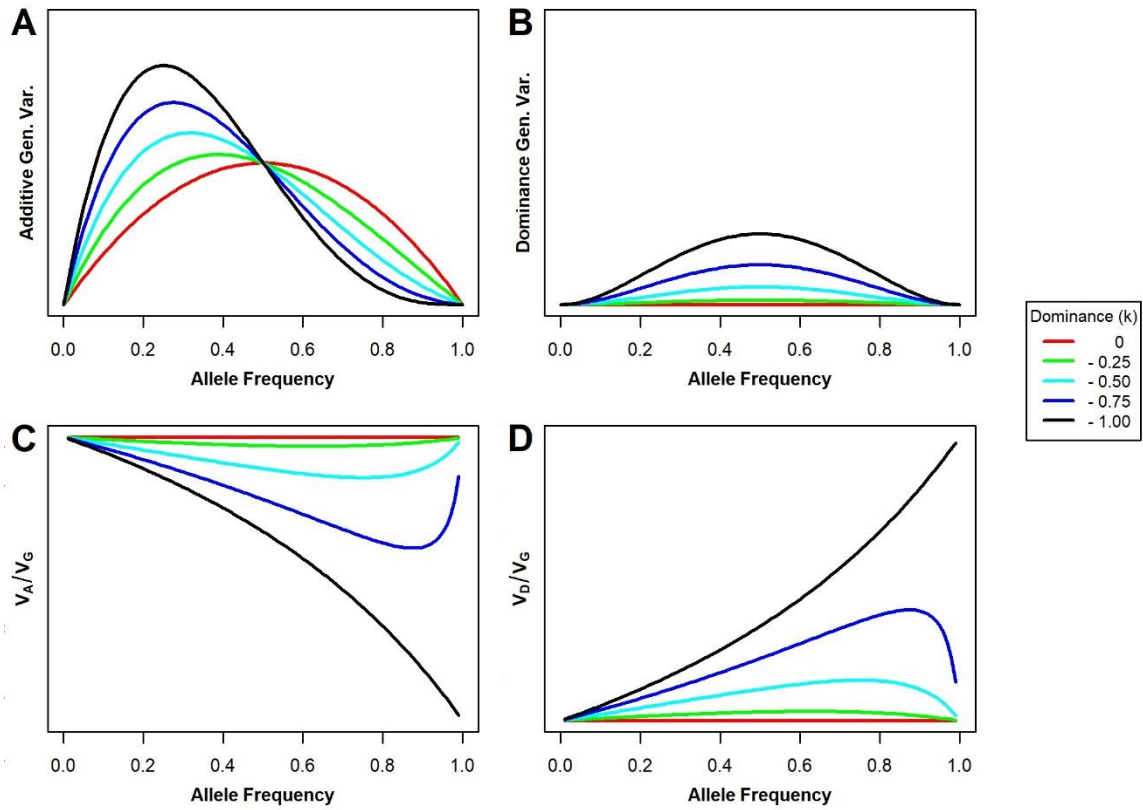 A
Additive Gen. Var.
0.0 0.2 0.4 0.6 0.8 1.0
Allele Frequency
B
Dominance Gen. Var.
0.0 0.2 0.4 0.6 0.8 1.0
Allele Frequency
Dominance (k)
0
- 0.25
- 0.50
- 0.75
- 1.00
C
VA/VG
0.0 0.2 0.4 0.6 0.8 1.0
Allele Frequency
D
VD/VG
0.0 0.2 0.4 0.6 0.8 1.0
Allele Frequency